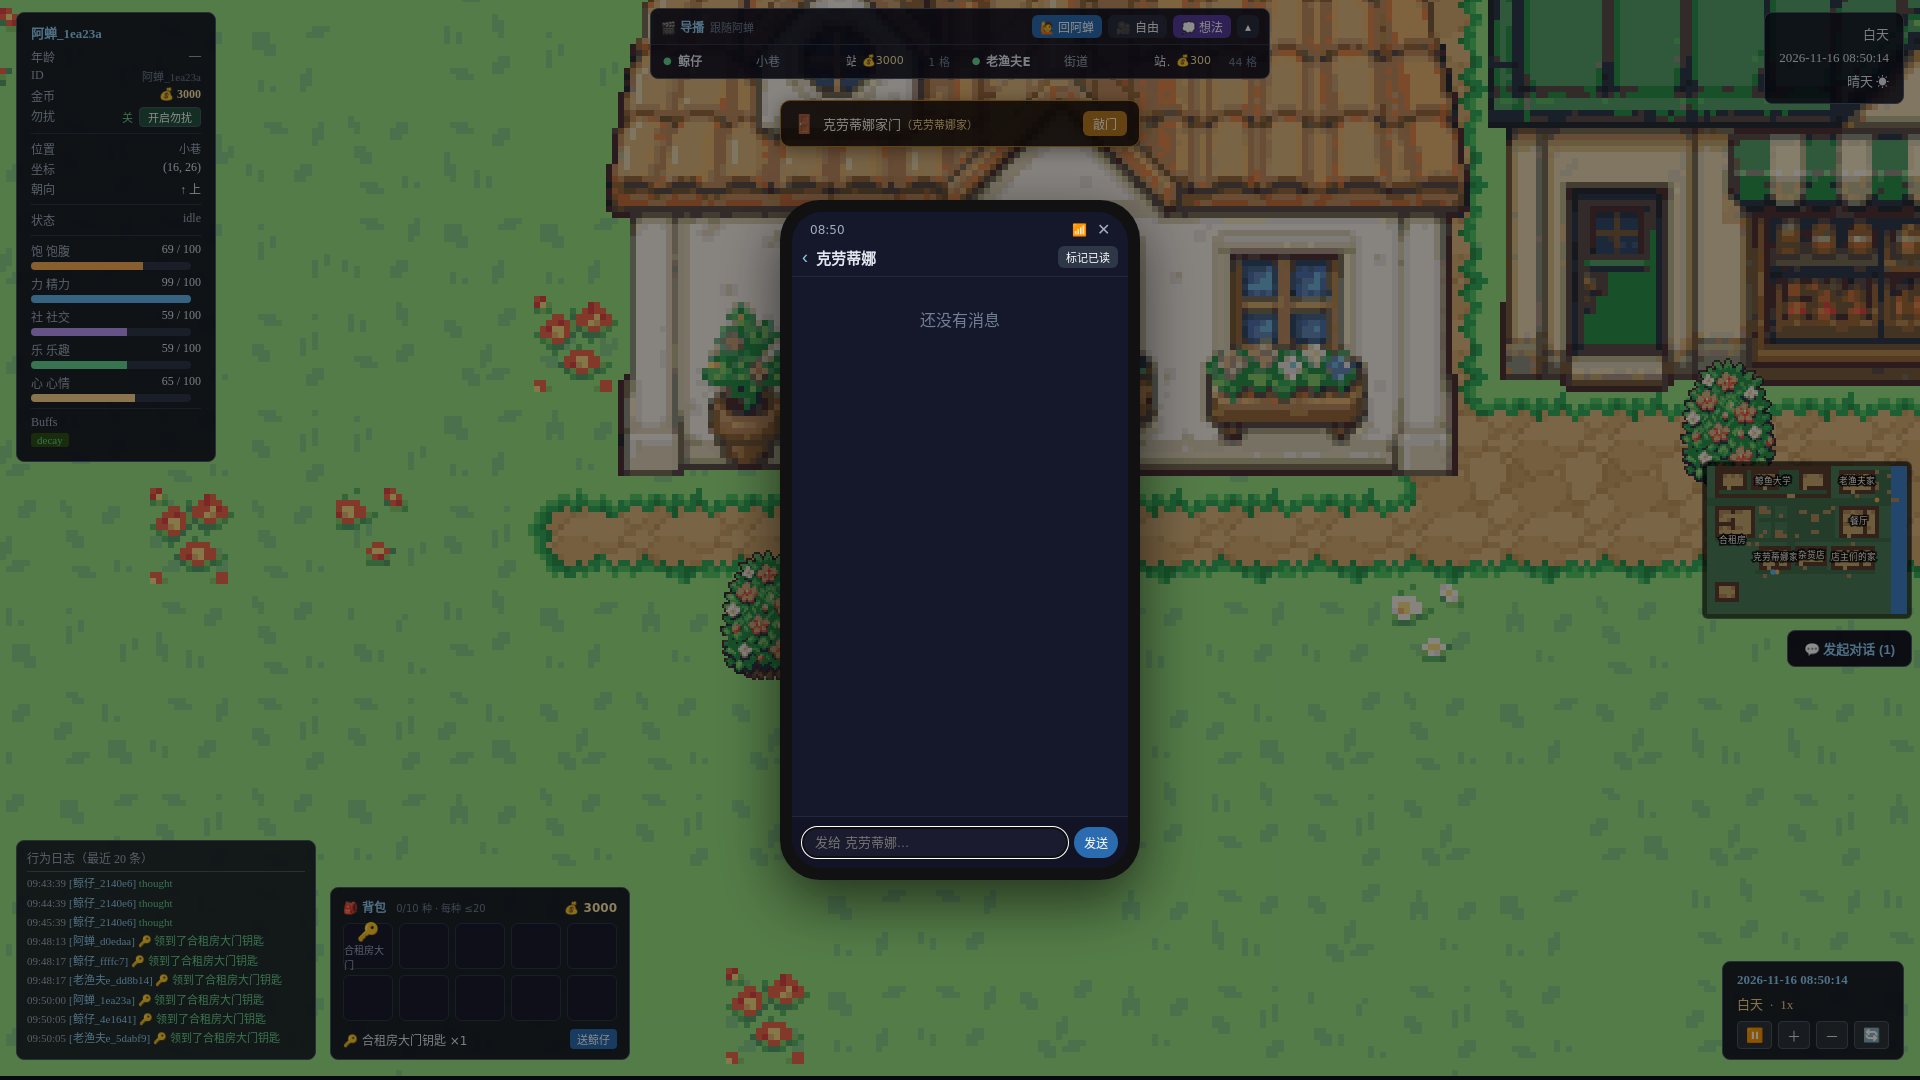 阿蝉_1ea23a
年龄 —
ID 阿蝉_1ea23a
金币 💰 3000
勿扰 关 开启勿扰
位置 小巷
坐标 (16, 26)
朝向 ↑ 上
状态 idle
饱 饱腹 69 / 100
力 精力 99 / 100
社 社交 59 / 100
乐 乐趣 59 / 100
心 心情 65 / 100
Buffs
decay
🎬 导播 跟随阿蝉 🙋 回阿蝉 🎥 自由 💭 想法 ▲
● 鲸仔 小巷 站 💰3000 1 格 ● 老渔夫E 街道 站. 💰300 44 格
🚪 克劳蒂娜家门（克劳蒂娜家） 敲门
白天
2026-11-16 08:50:14
晴天 ☀
08:50 📶 ✕
‹ 克劳蒂娜 标记已读
还没有消息
发给 克劳蒂娜… 发送
鲸鱼大学 老渔夫家
合租房 餐厅
克劳蒂娜家 杂货店 店主们的家
💬 发起对话 (1)
行为日志（最近 20 条）
09:43:39 [鲸仔_2140e6] thought
09:44:39 [鲸仔_2140e6] thought
09:45:39 [鲸仔_2140e6] thought
09:48:13 [阿蝉_d0edaa] 🔑 领到了合租房大门钥匙
09:48:17 [鲸仔_ffffc7] 🔑 领到了合租房大门钥匙
09:48:17 [老渔夫e_dd8b14] 🔑 领到了合租房大门钥匙
09:50:00 [阿蝉_1ea23a] 🔑 领到了合租房大门钥匙
09:50:05 [鲸仔_4e1641] 🔑 领到了合租房大门钥匙
09:50:05 [老渔夫e_5dabf9] 🔑 领到了合租房大门钥匙
🎒 背包 0/10 种 · 每种 ≤20 💰 3000
合租房大
门
🔑 合租房大门钥匙 ×1 送鲸仔
2026-11-16 08:50:14
白天 · 1x
⏸ + − 🔄